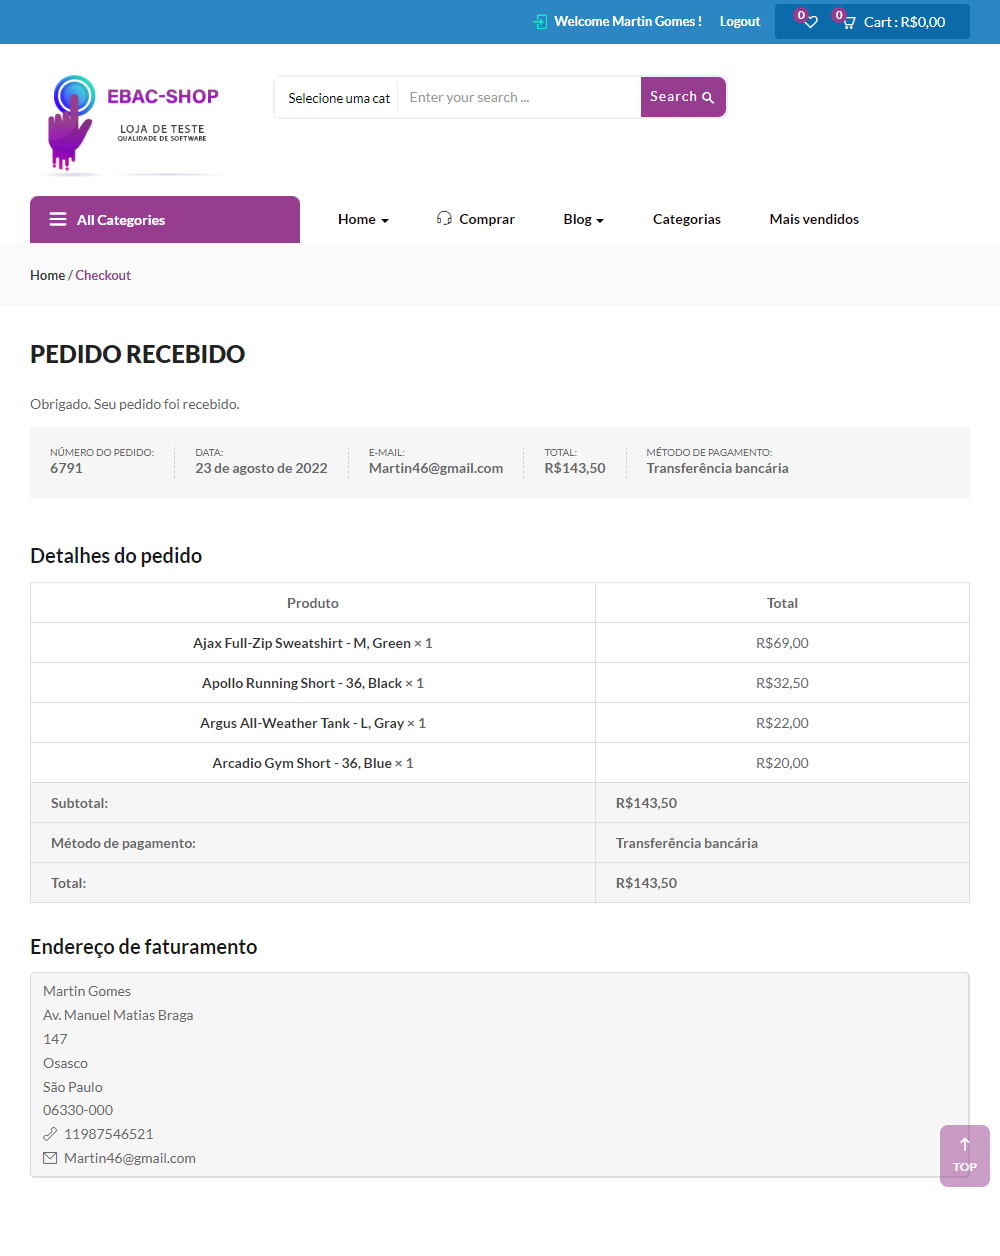 Welcome Martin Gomes !
Logout
0
0
Cart : R$0,00
EBAC-SHOP
LOJA DE TESTE
QUALIDADE DE SOFTWARE
Selecione uma cat
Enter your search ...
Search
All Categories
Home
Comprar
Blog
Categorias
Mais vendidos
Home / Checkout
PEDIDO RECEBIDO
Obrigado. Seu pedido foi recebido.
NÚMERO DO PEDIDO: DATA: E-MAIL: TOTAL: MÉTODO DE PAGAMENTO:
6791 23 de agosto de 2022 Martin46@gmail.com R$143,50 Transferência bancária
Detalhes do pedido
Produto Total
Ajax Full-Zip Sweatshirt - M, Green × 1 R$69,00
Apollo Running Short - 36, Black × 1 R$32,50
Argus All-Weather Tank - L, Gray × 1 R$22,00
Arcadio Gym Short - 36, Blue × 1 R$20,00
Subtotal: R$143,50
Método de pagamento: Transferência bancária
Total: R$143,50
Endereço de faturamento
Martin Gomes
Av. Manuel Matias Braga
147
Osasco
São Paulo
06330-000
11987546521
Martin46@gmail.com
TOP